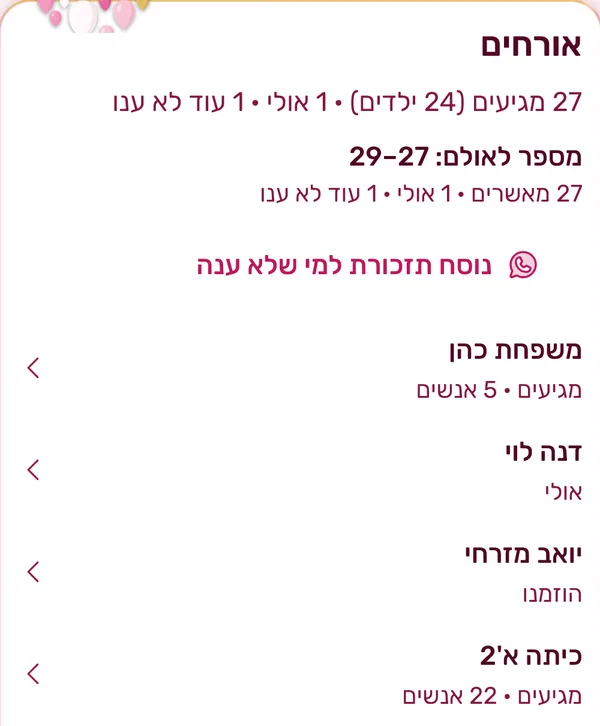 אורחים
27 מגיעים (24 ילדים) • 1 אולי • 1 עוד לא ענו
מספר לאולם: 27–29
27 מאשרים • 1 אולי • 1 עוד לא ענו
נוסח תזכורת למי שלא ענה
משפחת כהן
מגיעים • 5 אנשים
דנה לוי
אולי
יואב מזרחי
הוזמנו
כיתה א'2
מגיעים • 22 אנשים